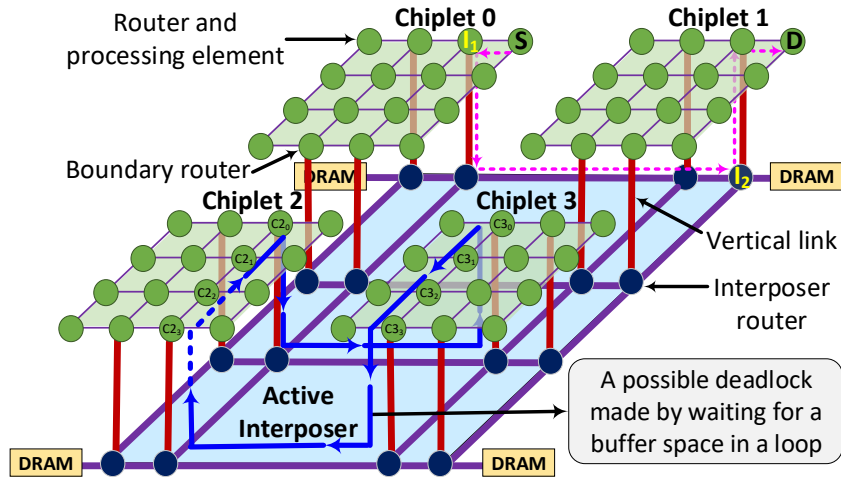 Chiplet 0
Chiplet 1
Router and
processing element
I1
S
D
Boundary router
DRAM
I2
DRAM
Chiplet 2
Chiplet 3
C20
C30
C21
C31
Vertical link
C22
C32
Interposer
router
C23
C33
Active
Interposer
A possible deadlock
made by waiting for a
buffer space in a loop
DRAM
DRAM